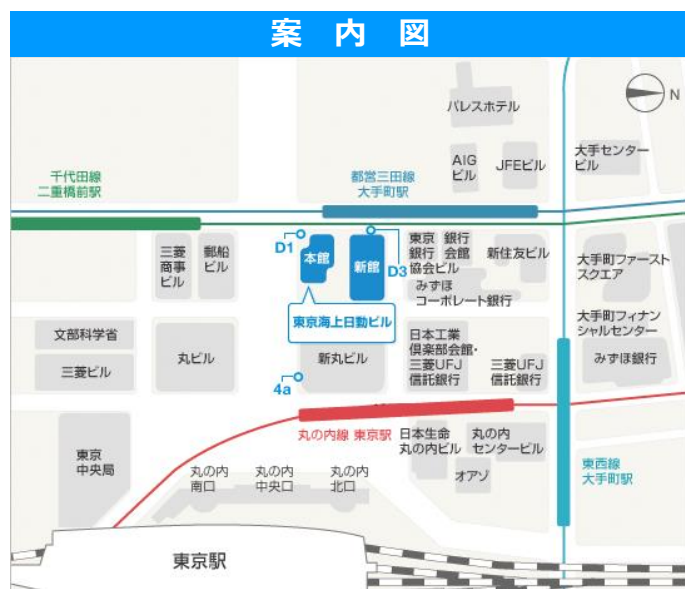 案 内 図
N
パレスホテル
AIG
ビル
JFEビル
大手センター
ビル
千代田線
二重橋前駅
都営三田線
大手町駅
D1
本館
新館
D3
三菱
商事
ビル
郵船
ビル
東京
銀行
協会ビル
銀行
会館
新住友ビル
みずほ
コーポレート銀行
大手町ファースト
スクエア
東京海上日動ビル
大手町フィナン
シャルセンター
みずほ銀行
文部科学省
三菱ビル
丸ビル
新丸ビル
日本工業
倶楽部会館・
三菱UFJ
信託銀行
三菱UFJ
信託銀行
4a
丸の内線 東京駅
日本生命
丸の内ビル
丸の内
センタービル
オアゾ
東西線
大手町駅
東京
中央局
丸の内
南口
丸の内
中央口
丸の内
北口
東京駅